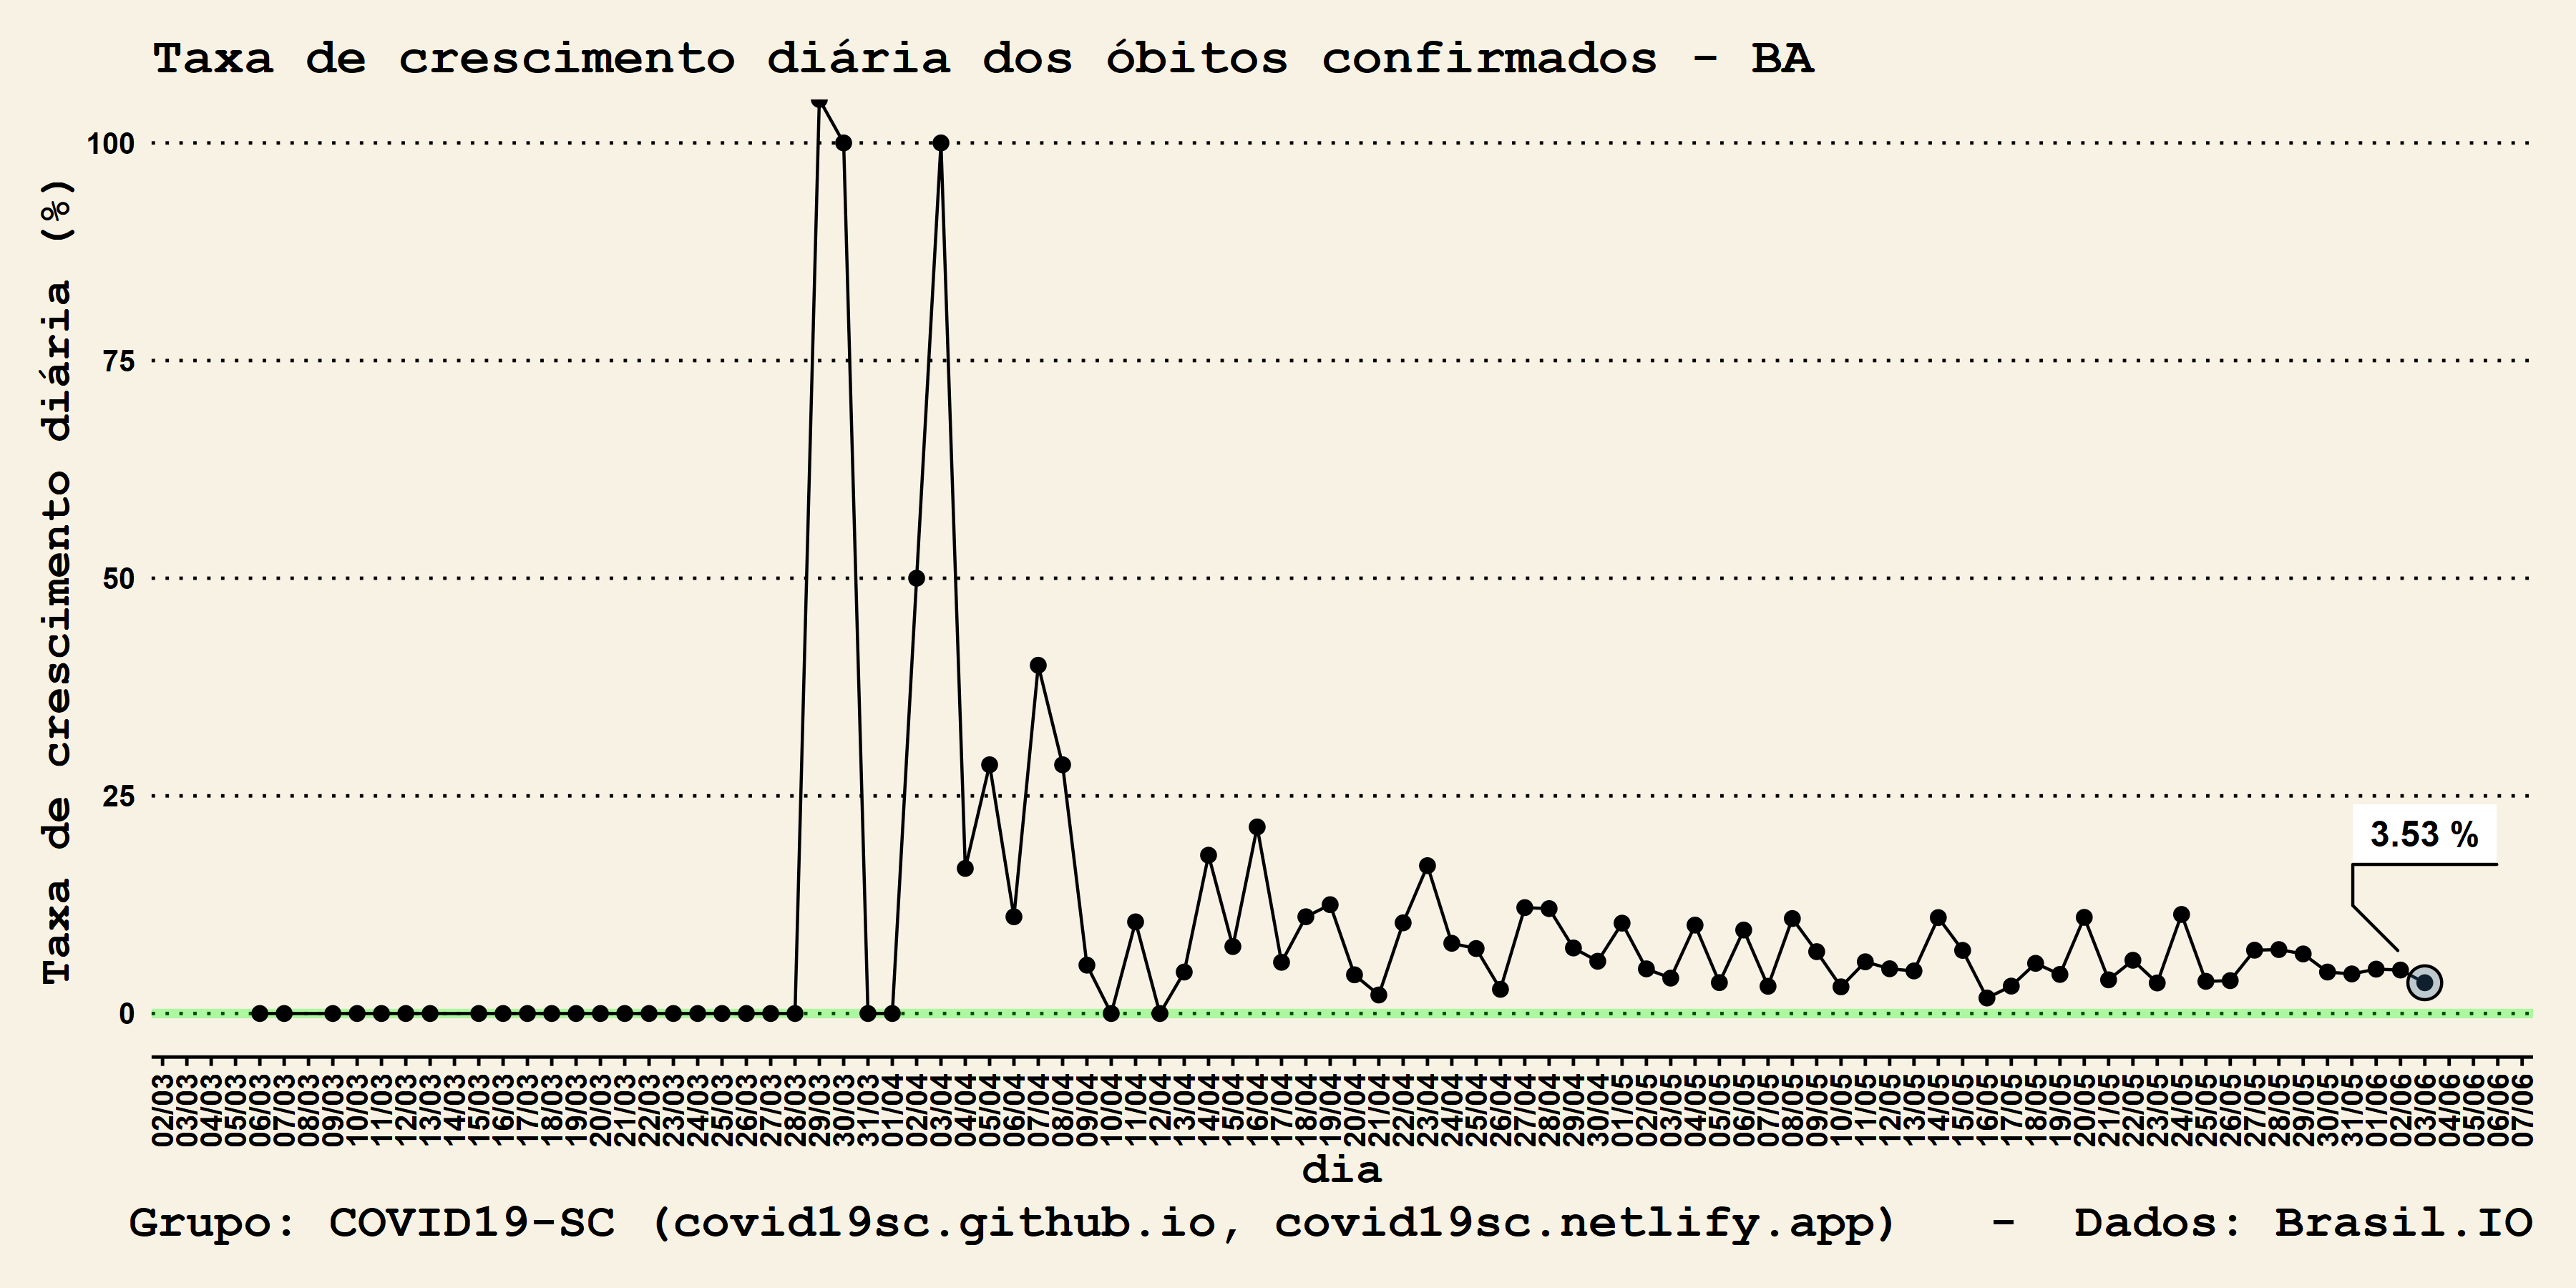 Taxa de crescimento diária dos óbitos confirmados - BA
Taxa de crescimento diária (%)
100
75
50
25
0
3.53 %
02/03 03/03 04/03 05/03 06/03 07/03 08/03 09/03 10/03 11/03 12/03 13/03 14/03 15/03 16/03 17/03 18/03 19/03 20/03 21/03 22/03 23/03 24/03 25/03 26/03 27/03 28/03 29/03 30/03 31/03 01/04 02/04 03/04 04/04 05/04 06/04 07/04 08/04 09/04 10/04 11/04 12/04 13/04 14/04 15/04 16/04 17/04 18/04 19/04 20/04 21/04 22/04 23/04 24/04 25/04 26/04 27/04 28/04 29/04 30/04 01/05 02/05 03/05 04/05 05/05 06/05 07/05 08/05 09/05 10/05 11/05 12/05 13/05 14/05 15/05 16/05 17/05 18/05 19/05 20/05 21/05 22/05 23/05 24/05 25/05 26/05 27/05 28/05 29/05 30/05 31/05 01/06 02/06 03/06 04/06 05/06 06/06 07/06
dia
Grupo: COVID19-SC (covid19sc.github.io, covid19sc.netlify.app) - Dados: Brasil.IO